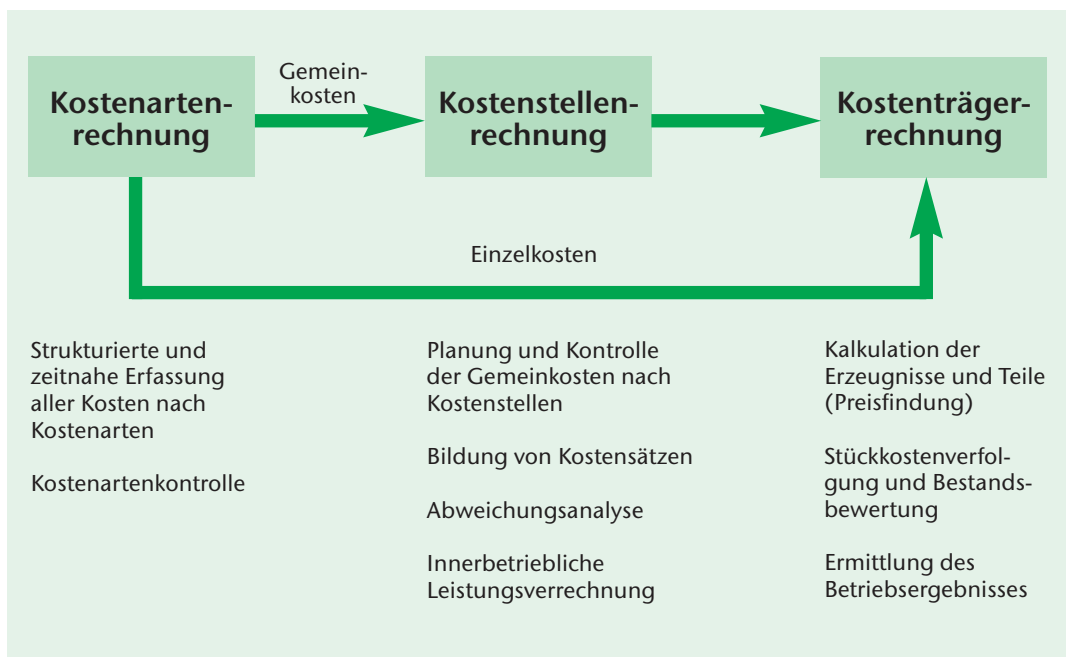 Kostenarten-
rechnung
Gemein-
kosten
Kostenstellen-
rechnung
Kostenträger-
rechnung
Einzelkosten
Strukturierte und
zeitnahe Erfassung
aller Kosten nach
Kostenarten
Kostenartenkontrolle
Planung und Kontrolle
der Gemeinkosten nach
Kostenstellen
Bildung von Kostensätzen
Abweichungsanalyse
Innerbetriebliche
Leistungsverrechnung
Kalkulation der
Erzeugnisse und Teile
(Preisfindung)
Stückkostenverfol-
gung und Bestands-
bewertung
Ermittlung des
Betriebsergebnisses